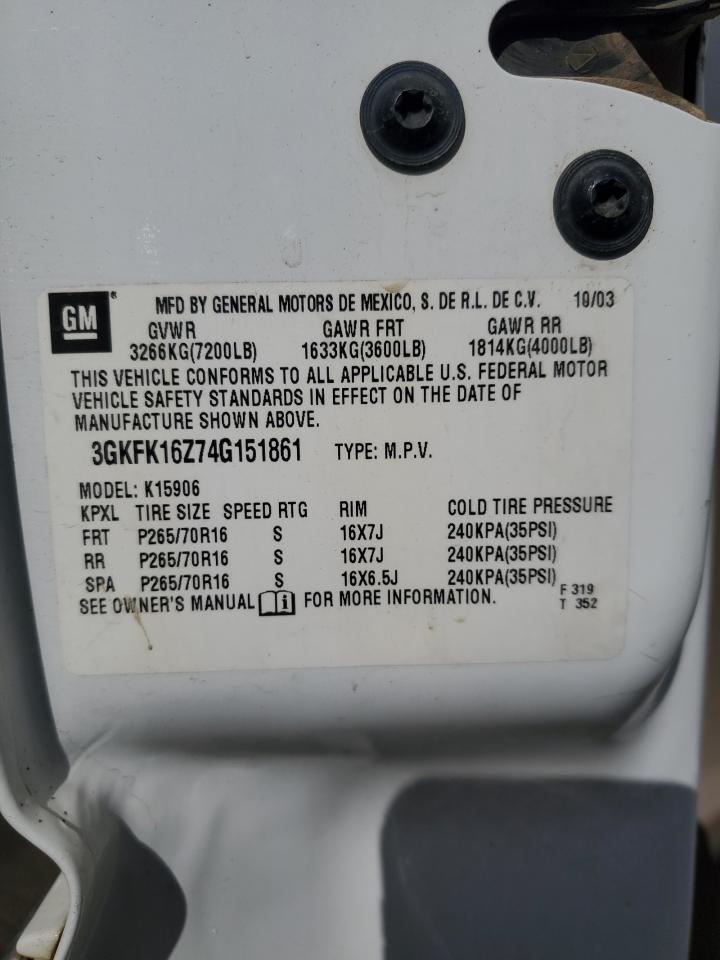 GM® MFD BY GENERAL MOTORS DE MEXICO, S. DE R.L. DE C.V. 10/03
GVWR GAWR FRT GAWR RR
3266KG(7200LB) 1633KG(3600LB) 1814KG(4000LB)
THIS VEHICLE CONFORMS TO ALL APPLICABLE U.S. FEDERAL MOTOR
VEHICLE SAFETY STANDARDS IN EFFECT ON THE DATE OF
MANUFACTURE SHOWN ABOVE.
3GKFK16Z74G151861 TYPE: M.P.V.
MODEL: K15906
KPXL TIRE SIZE SPEED RTG RIM COLD TIRE PRESSURE
FRT P265/70R16 S 16X7J 240KPA(35PSI)
RR P265/70R16 S 16X7J 240KPA(35PSI)
SPA P265/70R16 S 16X6.5J 240KPA(35PSI)
SEE OWNER'S MANUAL i FOR MORE INFORMATION. F 319
T 352